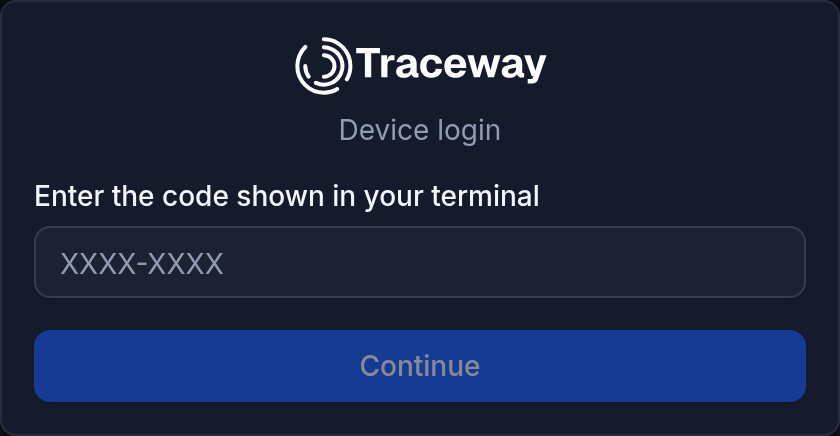 Traceway
Device login
Enter the code shown in your terminal
XXXX-XXXX
Continue